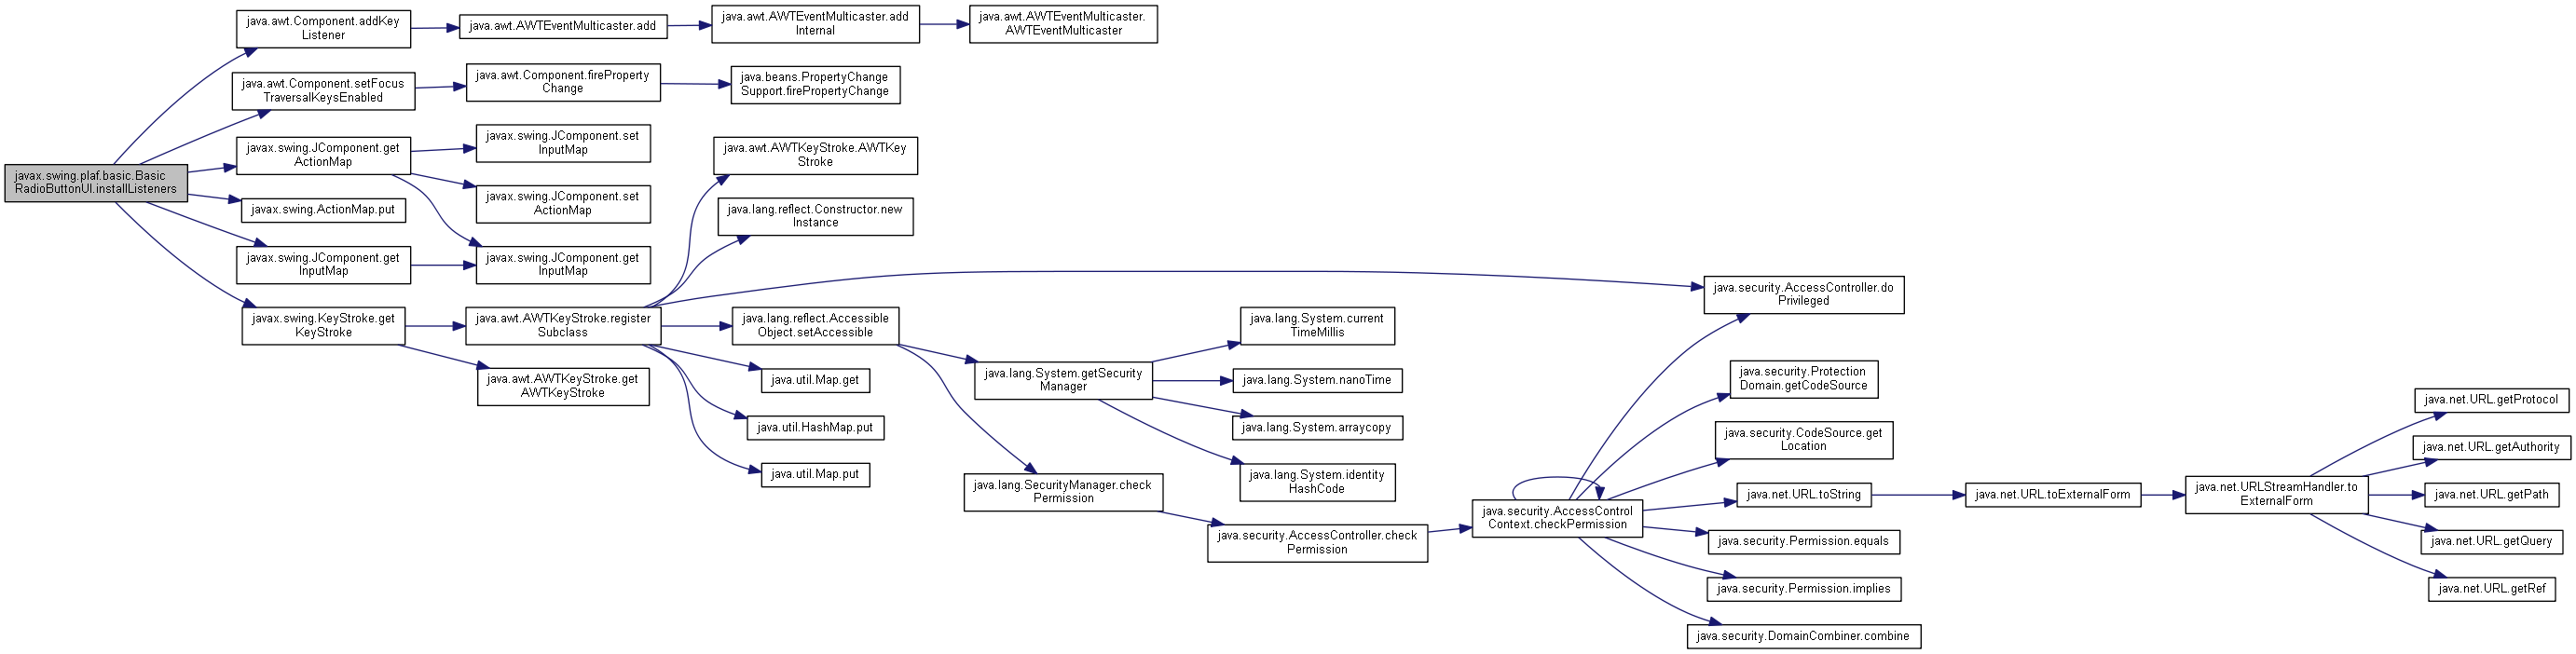 javax.swing.plaf.basic.Basic
RadioButtonUI.installListeners
java.awt.Component.addKey
Listener
java.awt.AWTEventMulticaster.add
java.awt.AWTEventMulticaster.add
Internal
java.awt.AWTEventMulticaster.
AWTEventMulticaster
java.awt.Component.setFocus
TraversalKeysEnabled
java.awt.Component.fireProperty
Change
java.beans.PropertyChange
Support.firePropertyChange
javax.swing.JComponent.get
ActionMap
javax.swing.JComponent.set
InputMap
javax.swing.JComponent.set
ActionMap
javax.swing.ActionMap.put
javax.swing.JComponent.get
InputMap
javax.swing.JComponent.get
InputMap
javax.swing.KeyStroke.get
KeyStroke
java.awt.AWTKeyStroke.register
Subclass
java.awt.AWTKeyStroke.get
AWTKeyStroke
java.awt.AWTKeyStroke.AWTKey
Stroke
java.lang.reflect.Constructor.new
Instance
java.lang.reflect.Accessible
Object.setAccessible
java.util.Map.get
java.util.HashMap.put
java.util.Map.put
java.lang.System.getSecurity
Manager
java.lang.SecurityManager.check
Permission
java.lang.System.current
TimeMillis
java.lang.System.nanoTime
java.lang.System.arraycopy
java.lang.System.identity
HashCode
java.security.AccessController.check
Permission
java.security.AccessControl
Context.checkPermission
java.security.AccessController.do
Privileged
java.security.Protection
Domain.getCodeSource
java.security.CodeSource.get
Location
java.net.URL.toString
java.security.Permission.equals
java.security.Permission.implies
java.security.DomainCombiner.combine
java.net.URL.toExternalForm
java.net.URLStreamHandler.to
ExternalForm
java.net.URL.getProtocol
java.net.URL.getAuthority
java.net.URL.getPath
java.net.URL.getQuery
java.net.URL.getRef